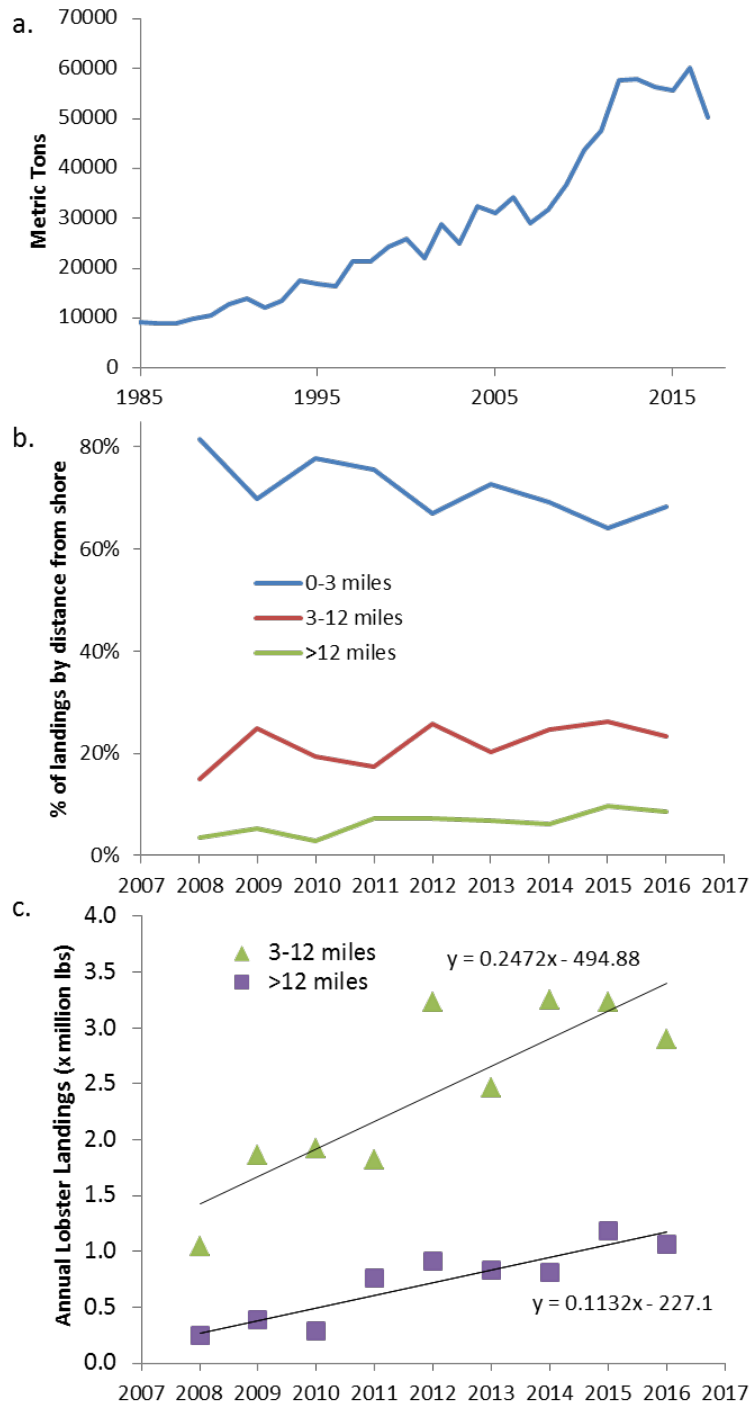 a.
Metric Tons
70000
60000
50000
40000
30000
20000
10000
0
1985 1995 2005 2015
b.
% of landings by distance from shore
80%
60%
40%
20%
0%
0-3 miles
3-12 miles
>12 miles
2007 2008 2009 2010 2011 2012 2013 2014 2015 2016 2017
c.
Annual Lobster Landings (x million lbs)
4.0
3.5
3.0
2.5
2.0
1.5
1.0
0.5
0.0
3-12 miles
>12 miles
y = 0.2472x - 494.88
y = 0.1132x - 227.1
2007 2008 2009 2010 2011 2012 2013 2014 2015 2016 2017